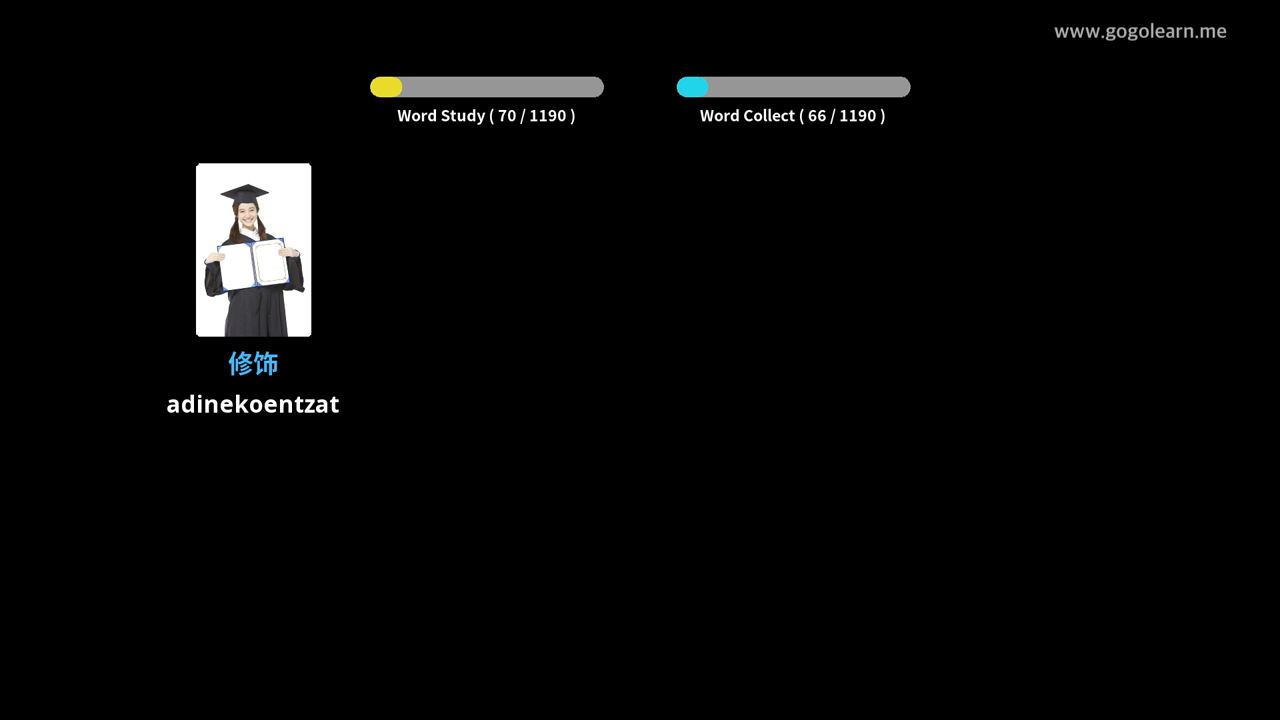 www.gogolearn.me
Word Study ( 70 / 1190 )
Word Collect ( 66 / 1190 )
修饰
adinekoentzat